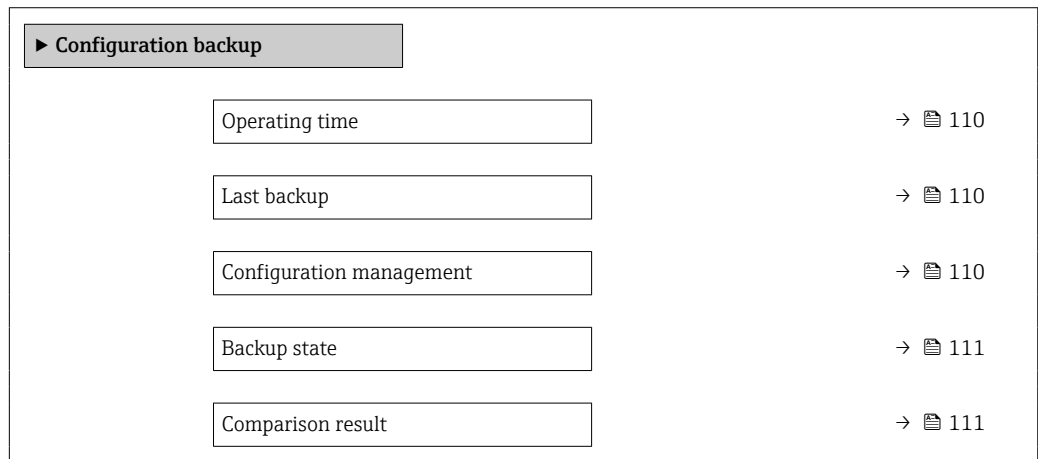 ▶ Configuration backup
Operating time → 110
Last backup → 110
Configuration management → 110
Backup state → 111
Comparison result → 111